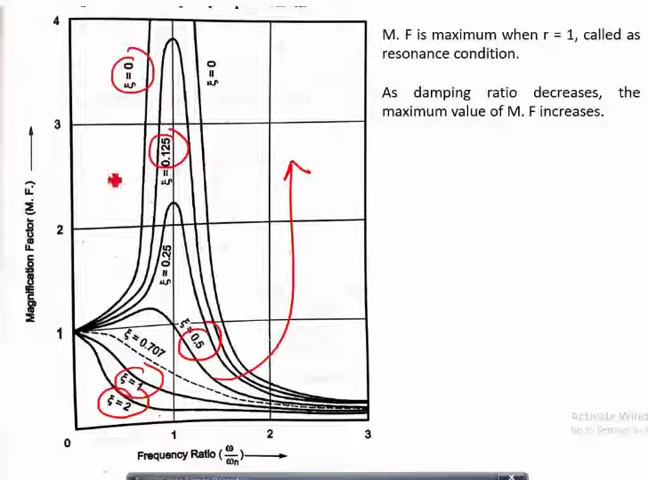 M. F is maximum when r = 1, called as
resonance condition.
As damping ratio decreases, the
maximum value of M. F increases.
4
3
2
1
0
1
2
3
Magnification Factor (M. F.)
Frequency Ratio (ω/ωn)
ξ=0
ξ=0
ξ=0.125
ξ=0.25
ξ=0.5
ξ=0.707
ξ=1
ξ=2